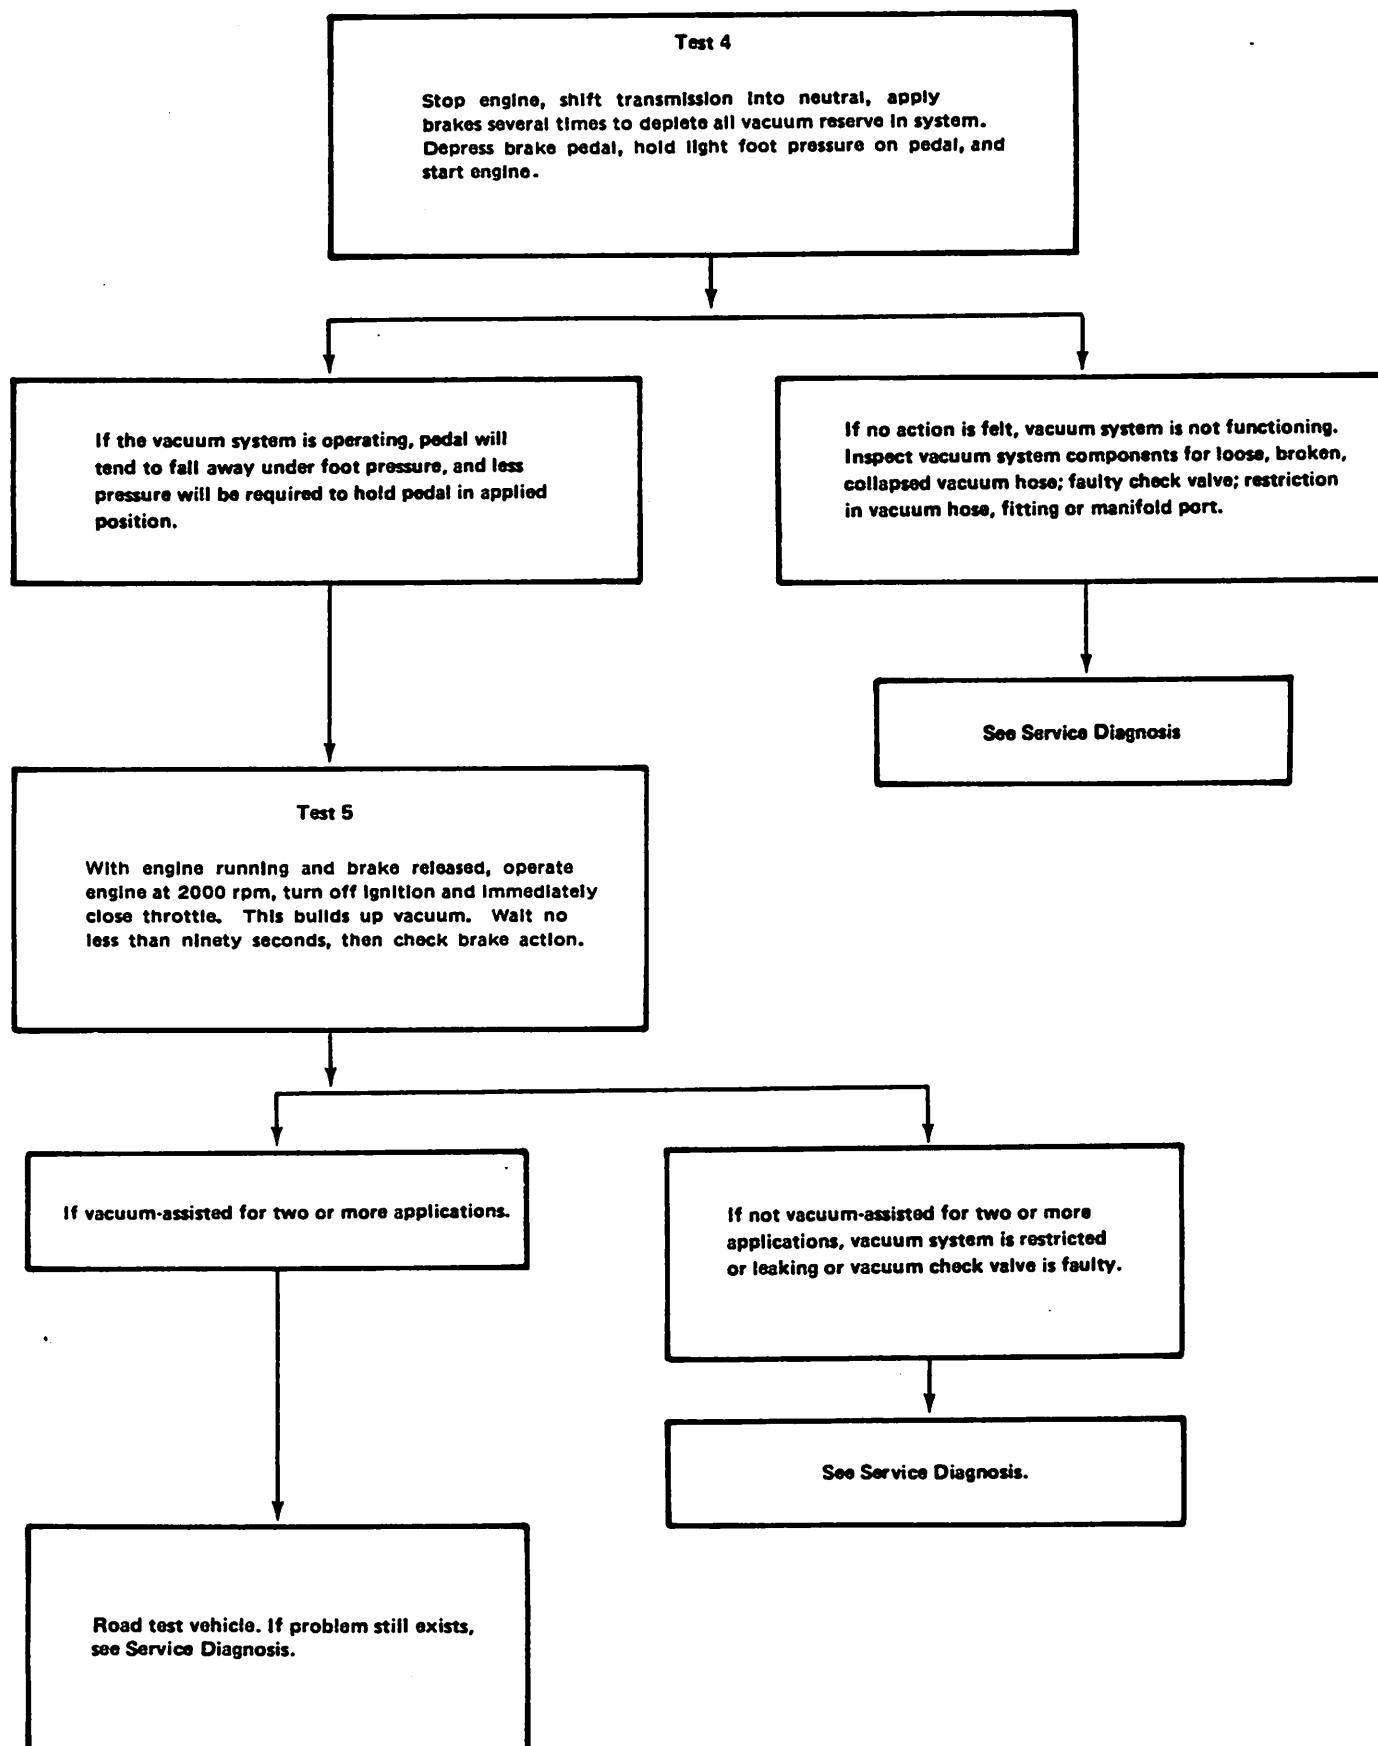 Test 4
Stop engine, shift transmission into neutral, apply
brakes several times to deplete all vacuum reserve in system.
Depress brake pedal, hold light foot pressure on pedal, and
start engine.
If the vacuum system is operating, pedal will
tend to fall away under foot pressure, and less
pressure will be required to hold pedal in applied
position.
If no action is felt, vacuum system is not functioning.
Inspect vacuum system components for loose, broken,
collapsed vacuum hose; faulty check valve; restriction
in vacuum hose, fitting or manifold port.
See Service Diagnosis
Test 5
With engine running and brake released, operate
engine at 2000 rpm, turn off ignition and immediately
close throttle. This builds up vacuum. Wait no
less than ninety seconds, then check brake action.
If vacuum-assisted for two or more applications.
If not vacuum-assisted for two or more
applications, vacuum system is restricted
or leaking or vacuum check valve is faulty.
See Service Diagnosis.
Road test vehicle. If problem still exists,
see Service Diagnosis.